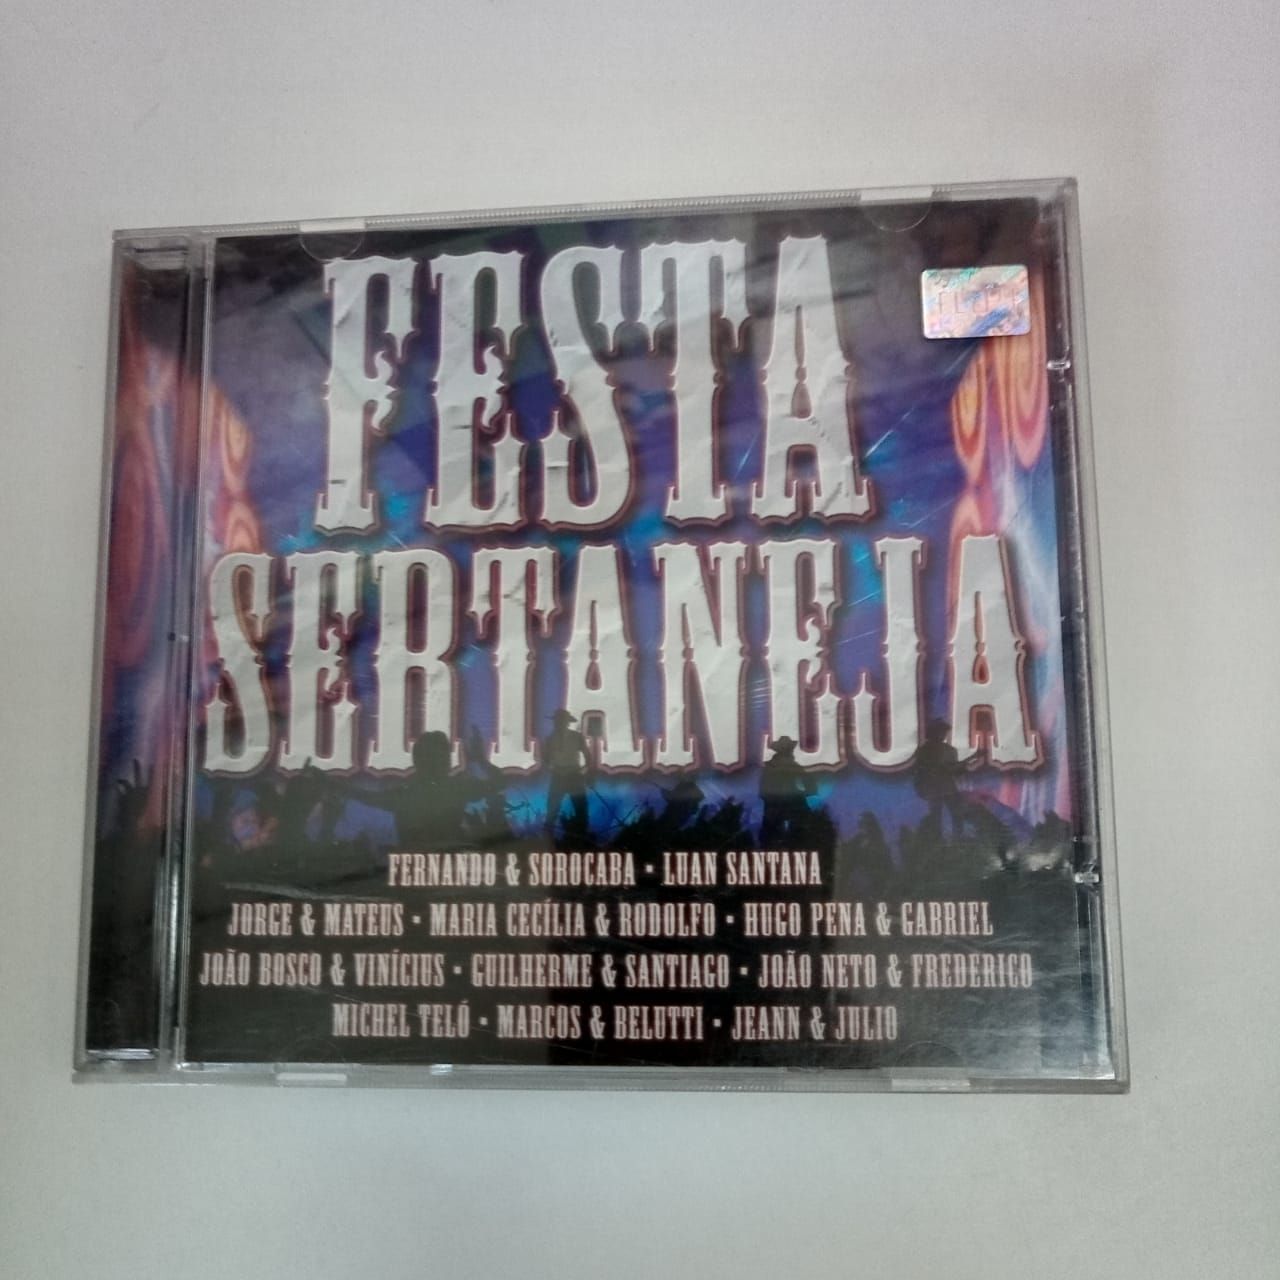 FESTA
SERTANEJA
FERNANDO & SOROCABA • LUAN SANTANA
JORGE & MATEUS • MARIA CECÍLIA & RODOLFO • HUGO PENA & GABRIEL
JOÃO BOSCO & VINÍCIUS • GUILHERME & SANTIAGO • JOÃO NETO & FREDERICO
MICHEL TELÓ • MARCOS & BELUTTI • JEANN & JULIO